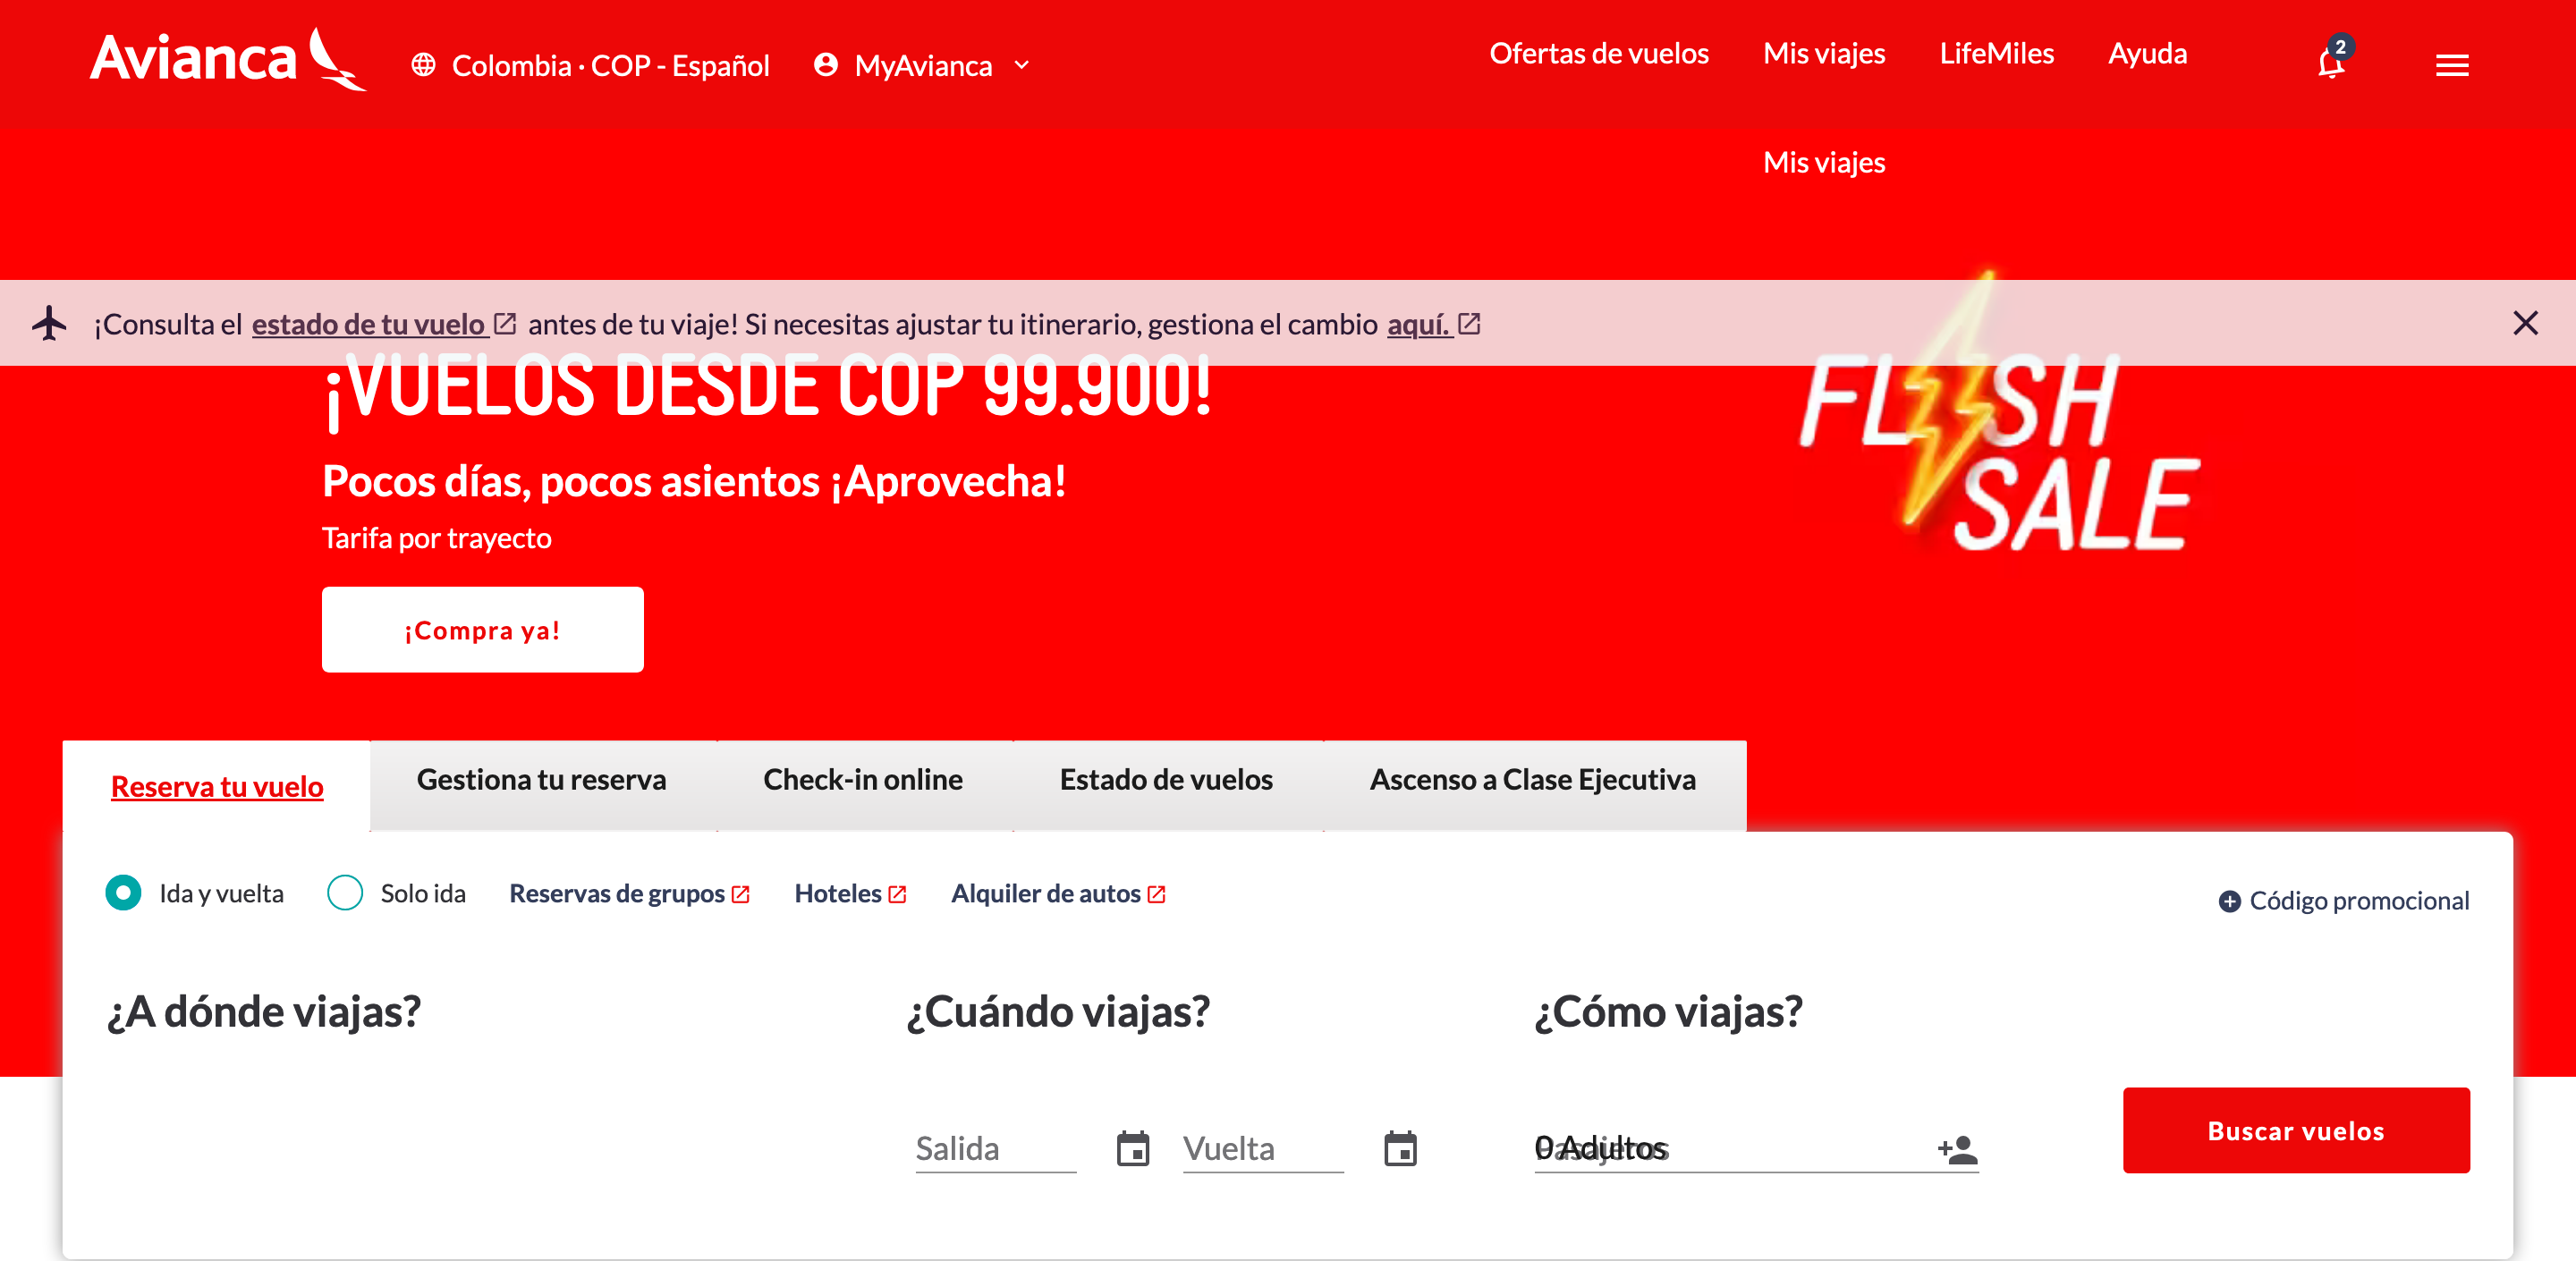 Avianca
Colombia · COP - Español
MyAvianca
Ofertas de vuelos
Mis viajes
LifeMiles
Ayuda
2
Mis viajes
¡Consulta el estado de tu vuelo antes de tu viaje! Si necesitas ajustar tu itinerario, gestiona el cambio aquí.
¡VUELOS DESDE COP 99.900!
Pocos días, pocos asientos ¡Aprovecha!
Tarifa por trayecto
¡Compra ya!
FLASH
SALE
Reserva tu vuelo
Gestiona tu reserva
Check-in online
Estado de vuelos
Ascenso a Clase Ejecutiva
Ida y vuelta
Solo ida
Reservas de grupos
Hoteles
Alquiler de autos
Código promocional
¿A dónde viajas?
¿Cuándo viajas?
¿Cómo viajas?
Salida
Vuelta
0 Adultos
Pasajeros
Buscar vuelos